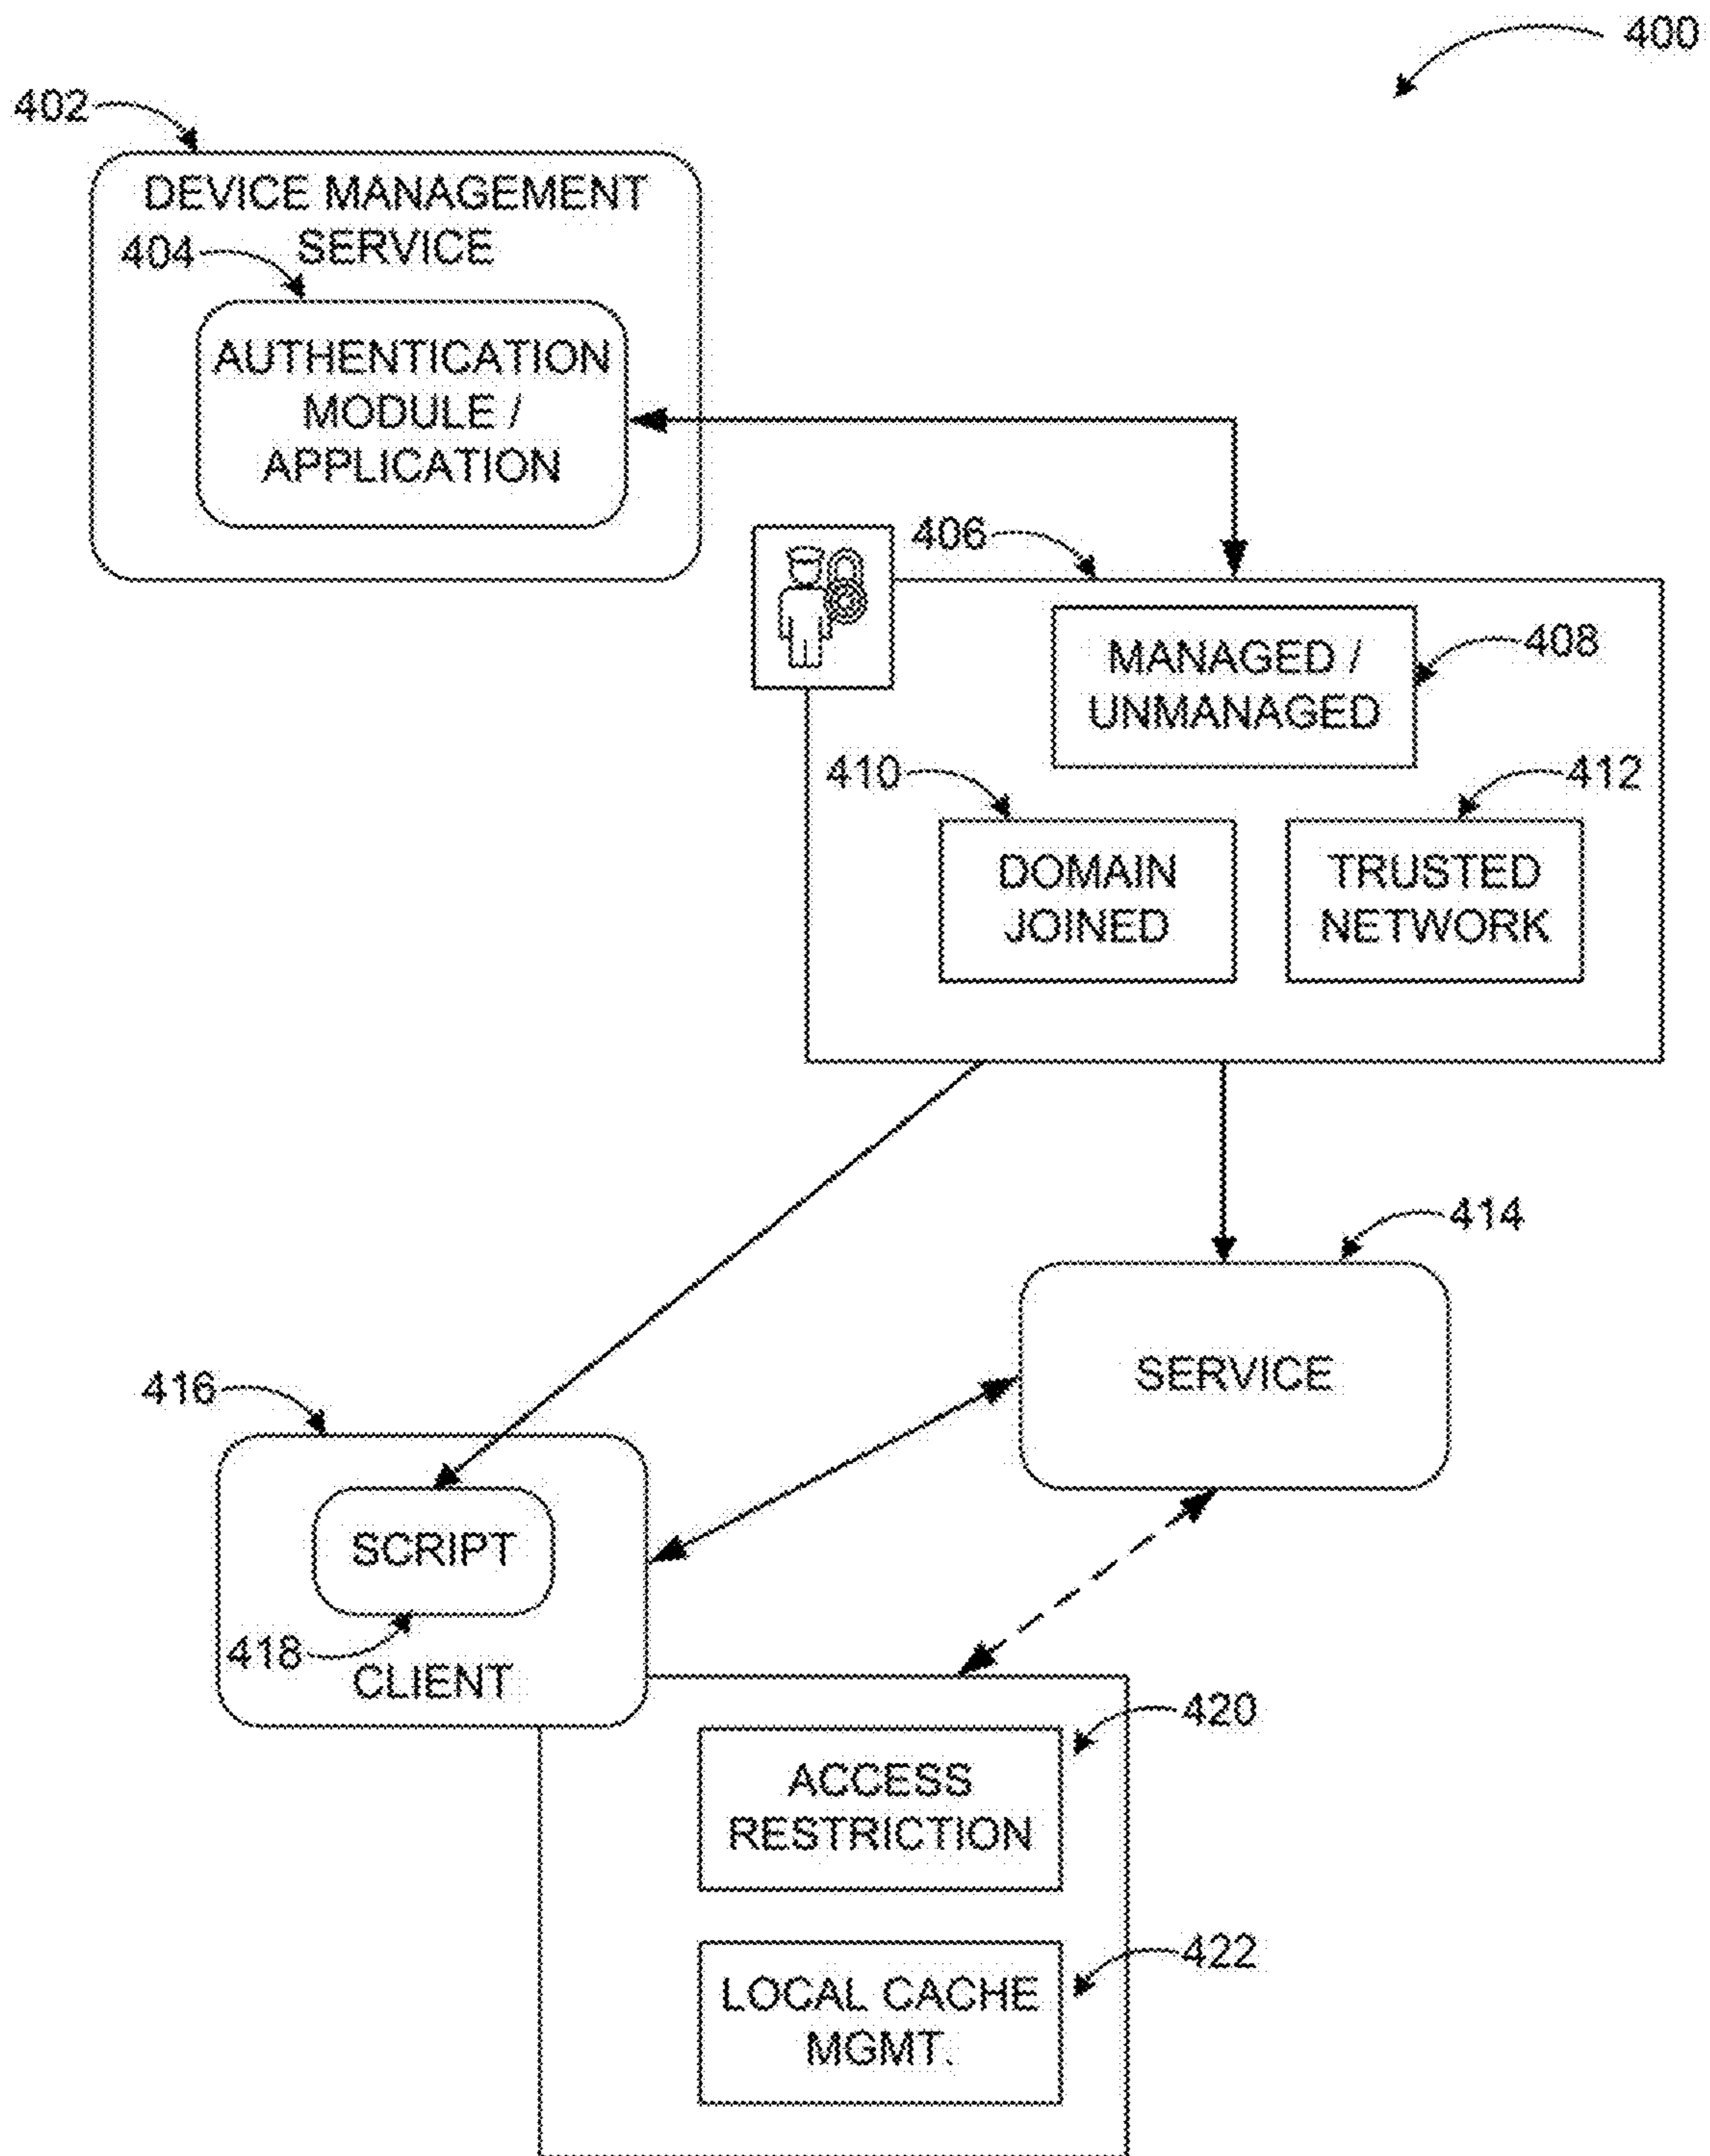 400
402
DEVICE MANAGEMENT
SERVICE
404
AUTHENTICATION
MODULE /
APPLICATION
406
MANAGED /
UNMANAGED
408
410
412
DOMAIN
JOINED
TRUSTED
NETWORK
414
SERVICE
416
SCRIPT
418
CLIENT
420
ACCESS
RESTRICTION
422
LOCAL CACHE
MGMT.